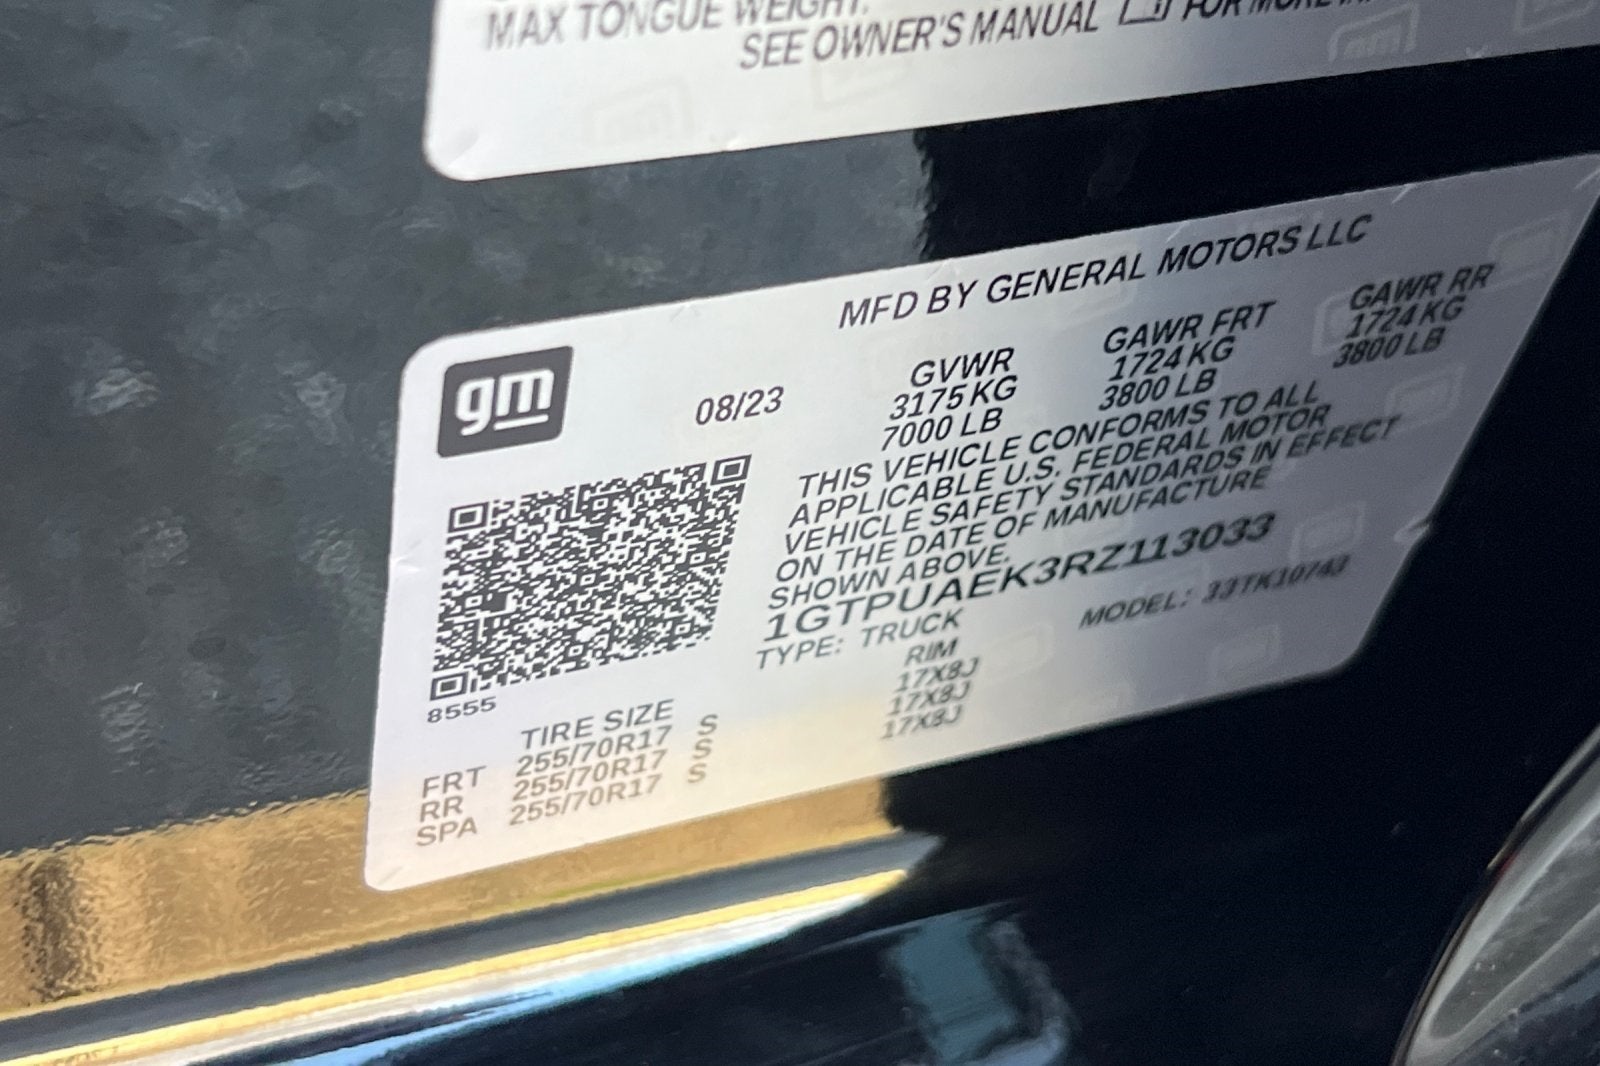 MAX TONGUE WEIGHT:
SEE OWNER'S MANUAL FOR MORE
MFD BY GENERAL MOTORS LLC
gm
08/23
GVWR GAWR FRT GAWR RR
3175 KG 1724 KG 1724 KG
7000 LB 3800 LB 3800 LB
THIS VEHICLE CONFORMS TO ALL
APPLICABLE U.S. FEDERAL MOTOR
VEHICLE SAFETY STANDARDS IN EFFECT
ON THE DATE OF MANUFACTURE
SHOWN ABOVE.
1GTPUAEK3RZ113033
TYPE: TRUCK MODEL: 33TK10743
8555
TIRE SIZE RIM
FRT 255/70R17 S 17X8J
RR 255/70R17 S 17X8J
SPA 255/70R17 S 17X8J